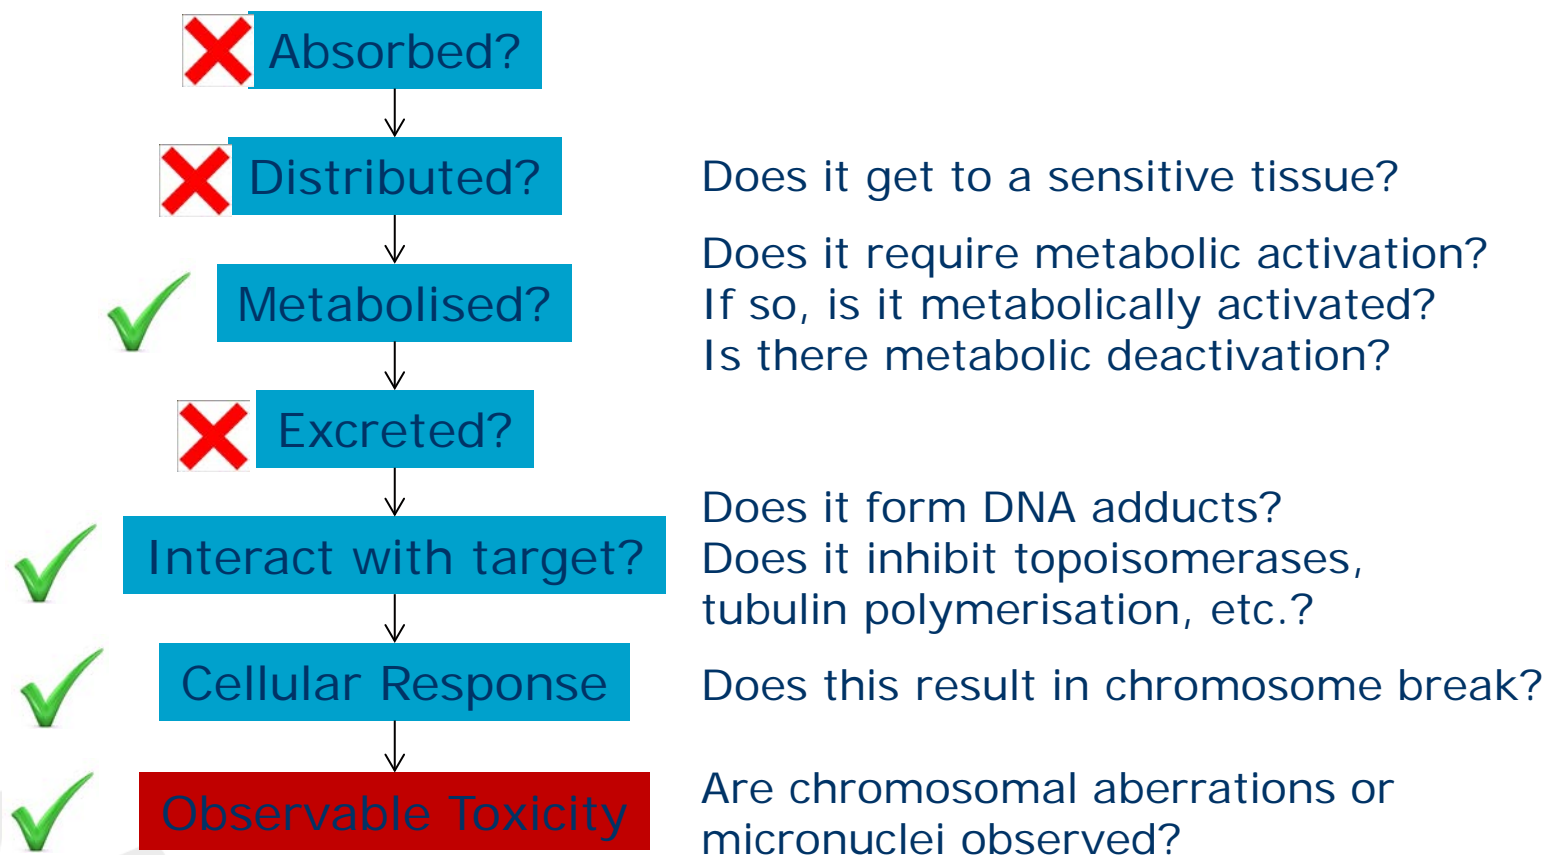 Absorbed?
Distributed?
Does it get to a sensitive tissue?
Metabolised?
Does it require metabolic activation?
If so, is it metabolically activated?
Is there metabolic deactivation?
Excreted?
Interact with target?
Does it form DNA adducts?
Does it inhibit topoisomerases,
tubulin polymerisation, etc.?
Cellular Response
Does this result in chromosome break?
Observable Toxicity
Are chromosomal aberrations or
micronuclei observed?